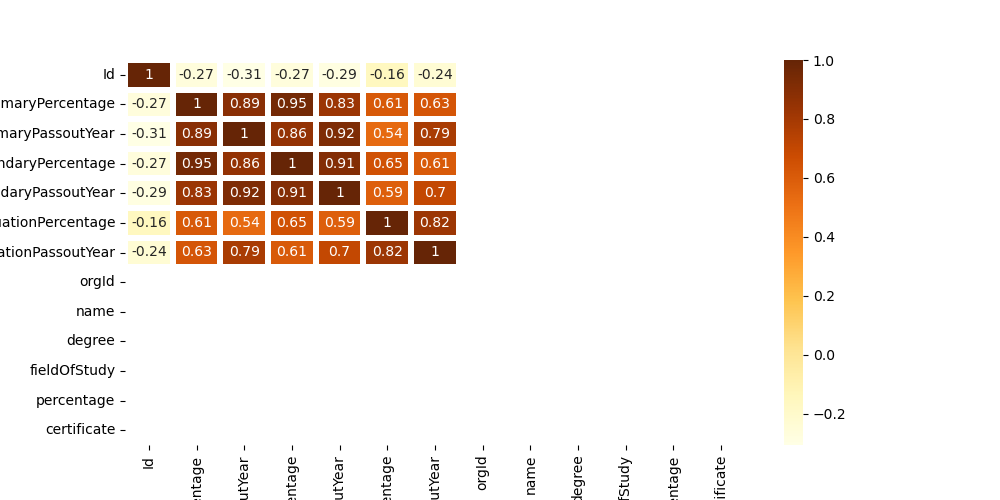 Id 1 -0.27 -0.31 -0.27 -0.29 -0.16 -0.24
maryPercentage -0.27 1 0.89 0.95 0.83 0.61 0.63
maryPassoutYear -0.31 0.89 1 0.86 0.92 0.54 0.79
ndaryPercentage -0.27 0.95 0.86 1 0.91 0.65 0.61
daryPassoutYear -0.29 0.83 0.92 0.91 1 0.59 0.7
uationPercentage -0.16 0.61 0.54 0.65 0.59 1 0.82
ationPassoutYear -0.24 0.63 0.79 0.61 0.7 0.82 1
orgId
name
degree
fieldOfStudy
percentage
certificate
Id
entage
utYear
entage
utYear
entage
utYear
orgId
name
degree
fStudy
entage
ificate
1.0
0.8
0.6
0.4
0.2
0.0
−0.2